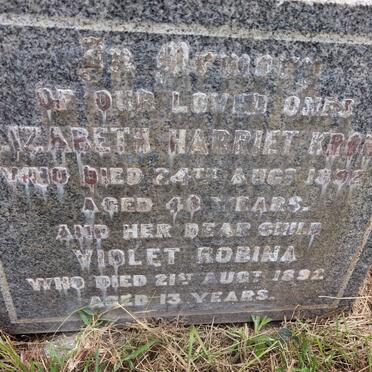 In Memory
OF OUR LOVED ONES
LIZABETH HARRIET
WHO DIED 24TH AUGT 1892
AGED 40 YEARS.
AND HER DEAR CHILD
VIOLET ROBINA
WHO DIED 21ST AUGT. 1892
AGED 13 YEARS.